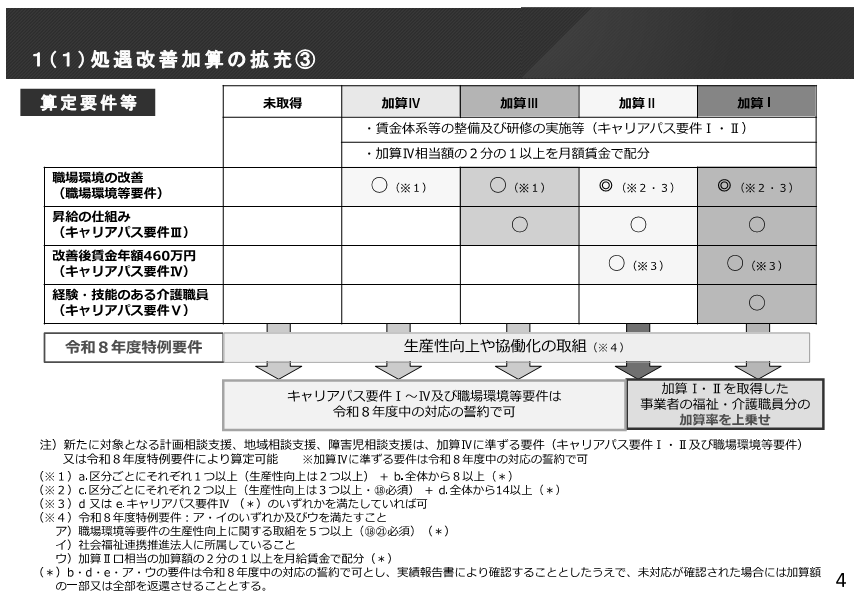 １(１)処遇改善加算の拡充③
算定要件等
未取得 加算Ⅳ 加算Ⅲ 加算Ⅱ 加算Ⅰ
・賃金体系等の整備及び研修の実施等（キャリアパス要件Ⅰ・Ⅱ）
・加算Ⅳ相当額の２分の１以上を月額賃金で配分
職場環境の改善
（職場環境等要件）
○（※１） ○（※１） ◎（※２・３） ◎（※２・３）
昇給の仕組み
（キャリアパス要件Ⅲ）
○ ○ ○
改善後賃金年額460万円
（キャリアパス要件Ⅳ）
○（※３） ○（※３）
経験・技能のある介護職員
（キャリアパス要件Ⅴ）
○
令和８年度特例要件
生産性向上や協働化の取組（※４）
キャリアパス要件Ⅰ～Ⅳ及び職場環境等要件は
令和８年度中の対応の誓約で可
加算Ⅰ・Ⅱを取得した
事業者の福祉・介護職員分の
加算率を上乗せ
注）新たに対象となる計画相談支援、地域相談支援、障害児相談支援は、加算Ⅳに準ずる要件（キャリアパス要件Ⅰ・Ⅱ及び職場環境等要件）
又は令和８年度特例要件により算定可能　※加算Ⅳに準ずる要件は令和８年度中の対応の誓約で可
（※１）a.区分ごとにそれぞれ１つ以上（生産性向上は２つ以上） ＋ b.全体から８以上（＊）
（※２）c.区分ごとにそれぞれ２つ以上（生産性向上は３つ以上・⑱必須） ＋ d.全体から14以上（＊）
（※３）d 又は e.キャリアパス要件Ⅳ （＊）のいずれかを満たしていれば可
（※４）令和８年度特例要件：ア・イのいずれか及びウを満たすこと
ア）職場環境等要件の生産性向上に関する取組を５つ以上（⑱㉑必須）（＊）
イ）社会福祉連携推進法人に所属していること
ウ）加算Ⅱロ相当の加算額の２分の１以上を月給賃金で配分（＊）
（＊）ｂ・ｄ・ｅ・ア・ウの要件は令和８年度中の対応の誓約で可とし、実績報告書により確認することとしたうえで、未対応が確認された場合には加算額
の一部又は全部を返還させることとする。
4